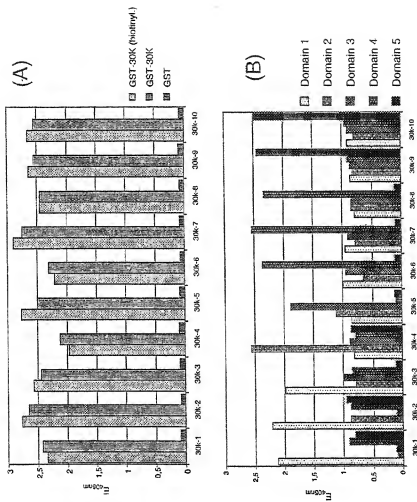 (A)
3
2,5
2
1,5
1
0,5
0
E 405nm
30k-1 30k-2 30k-3 30k-4 30k-5 30k-6 30k-7 30k-8 30k-9 30k-10
GST-30K (biotinyl.)
GST-30K
GST
(B)
3
2,5
2
1,5
1
0,5
0
E 405nm
30k-1 30k-2 30k-3 30k-4 30k-5 30k-6 30k-7 30k-8 30k-9 30k-10
Domain 1
Domain 2
Domain 3
Domain 4
Domain 5